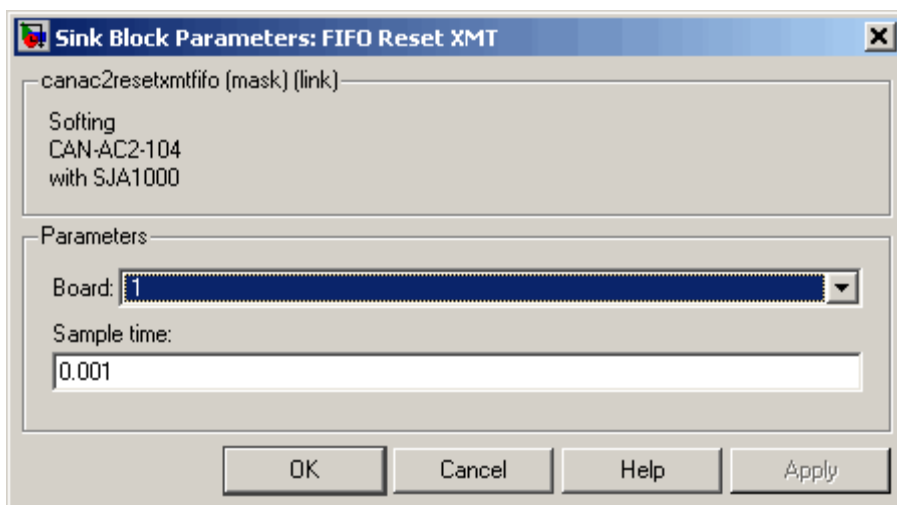 Sink Block Parameters: FIFO Reset XMT
canac2resetxmtfifo (mask) (link)
Softing
CAN-AC2-104
with SJA1000
Parameters
Board: 1
Sample time:
0.001
OK Cancel Help Apply